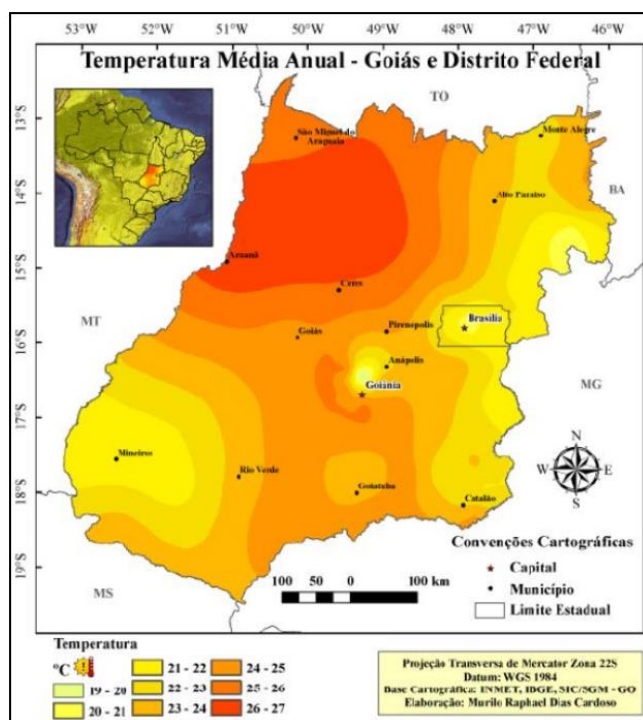 53°W 52°W 51°W 50°W 49°W 48°W 47°W 46°W
Temperatura Média Anual - Goiás e Distrito Federal
TO
13°S
São Miguel do
Araguaia
Monte Alegre
14°S
Alto Paraíso
BA
15°S
Aruanã
Ceres
MT
16°S
Goiás
Pirenopolis
Brasília
Anápolis
Goiânia
MG
17°S
Mineiros
Rio Verde
18°S
Goiatuba
Catalão
N
W E
S
19°S
MS
100 50 0 100 km
Convenções Cartográficas
Capital
Município
Limite Estadual
Temperatura
°C
19 - 20
20 - 21
21 - 22
22 - 23
23 - 24
24 - 25
25 - 26
26 - 27
Projeção Transversa de Mercator Zona 22S
Datum: WGS 1984
Base Cartográfica: INMET, IBGE, SIC/SGM - GO
Elaboração: Murilo Raphael Dias Cardoso